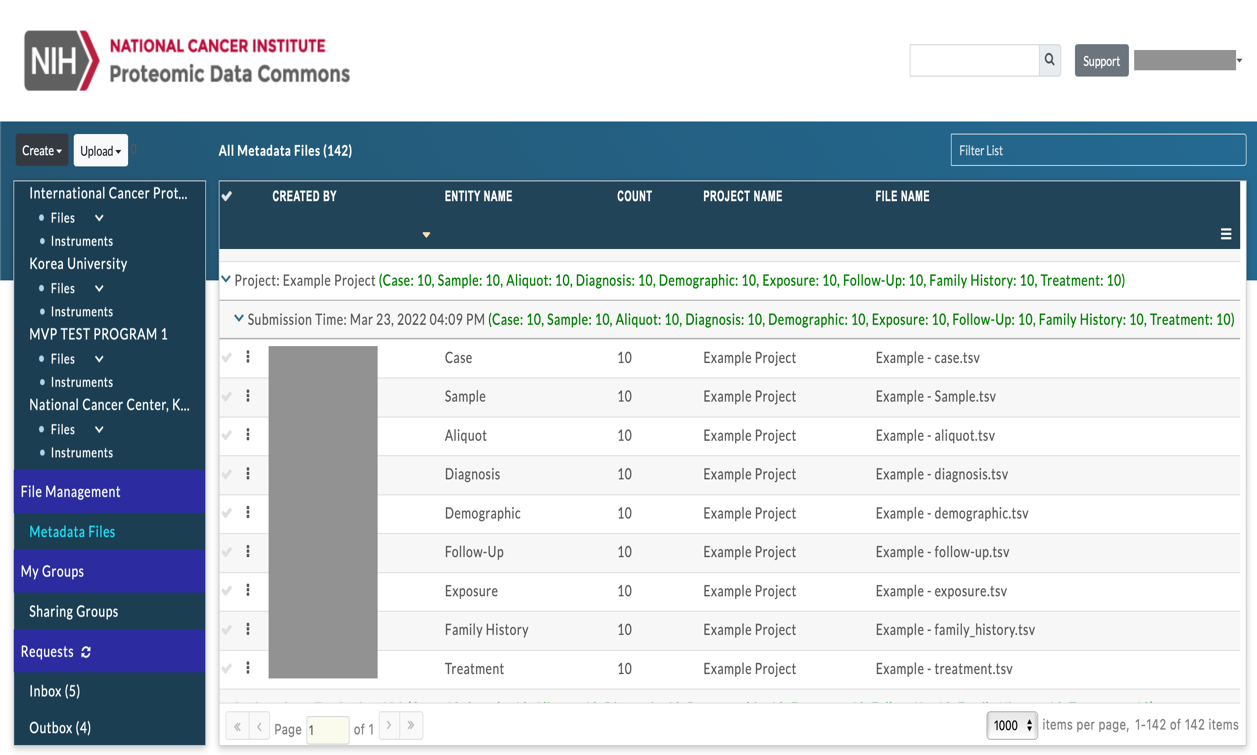 NIH
NATIONAL CANCER INSTITUTE
Proteomic Data Commons
Support
Create
Upload
All Metadata Files (142)
Filter List
International Cancer Prot...
Files
Instruments
Korea University
Files
Instruments
MVP TEST PROGRAM 1
Files
Instruments
National Cancer Center, K...
Files
Instruments
File Management
Metadata Files
My Groups
Sharing Groups
Requests
Inbox (5)
Outbox (4)
CREATED BY ENTITY NAME COUNT PROJECT NAME FILE NAME
Project: Example Project (Case: 10, Sample: 10, Aliquot: 10, Diagnosis: 10, Demographic: 10, Exposure: 10, Follow-Up: 10, Family History: 10, Treatment: 10)
Submission Time: Mar 23, 2022 04:09 PM (Case: 10, Sample: 10, Aliquot: 10, Diagnosis: 10, Demographic: 10, Exposure: 10, Follow-Up: 10, Family History: 10, Treatment: 10)
Case 10 Example Project Example - case.tsv
Sample 10 Example Project Example - Sample.tsv
Aliquot 10 Example Project Example - aliquot.tsv
Diagnosis 10 Example Project Example - diagnosis.tsv
Demographic 10 Example Project Example - demographic.tsv
Follow-Up 10 Example Project Example - follow-up.tsv
Exposure 10 Example Project Example - exposure.tsv
Family History 10 Example Project Example - family_history.tsv
Treatment 10 Example Project Example - treatment.tsv
« ‹ Page 1 of 1 › » 1000 items per page, 1-142 of 142 items